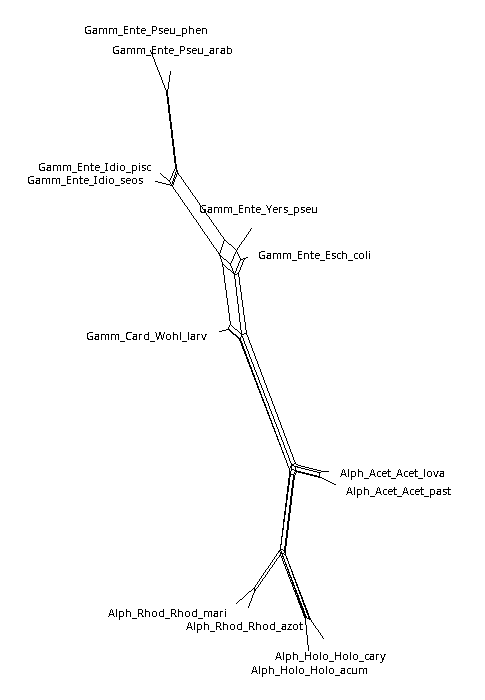 Gamm_Ente_Pseu_phen
Gamm_Ente_Pseu_arab
Gamm_Ente_Idio_pisc
Gamm_Ente_Idio_seos
Gamm_Ente_Yers_pseu
Gamm_Ente_Esch_coli
Gamm_Card_Wohl_larv
Alph_Acet_Acet_lova
Alph_Acet_Acet_past
Alph_Rhod_Rhod_mari
Alph_Rhod_Rhod_azot
Alph_Holo_Holo_cary
Alph_Holo_Holo_acum